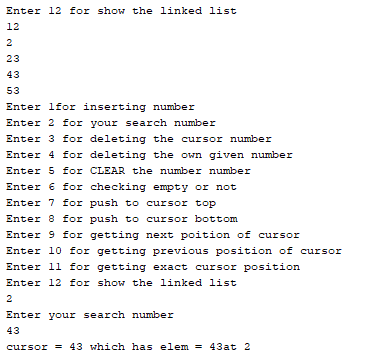 Enter 12 for show the linked list
12
2
23
43
53
Enter 1for inserting number
Enter 2 for your search number
Enter 3 for deleting the cursor number
Enter 4 for deleting the own given number
Enter 5 for CLEAR the number number
Enter 6 for checking empty or not
Enter 7 for push to cursor top
Enter 8 for push to cursor bottom
Enter 9 for getting next poition of cursor
Enter 10 for getting previous position of cursor
Enter 11 for getting exact cursor position
Enter 12 for show the linked list
2
Enter your search number
43
cursor = 43 which has elem = 43at 2